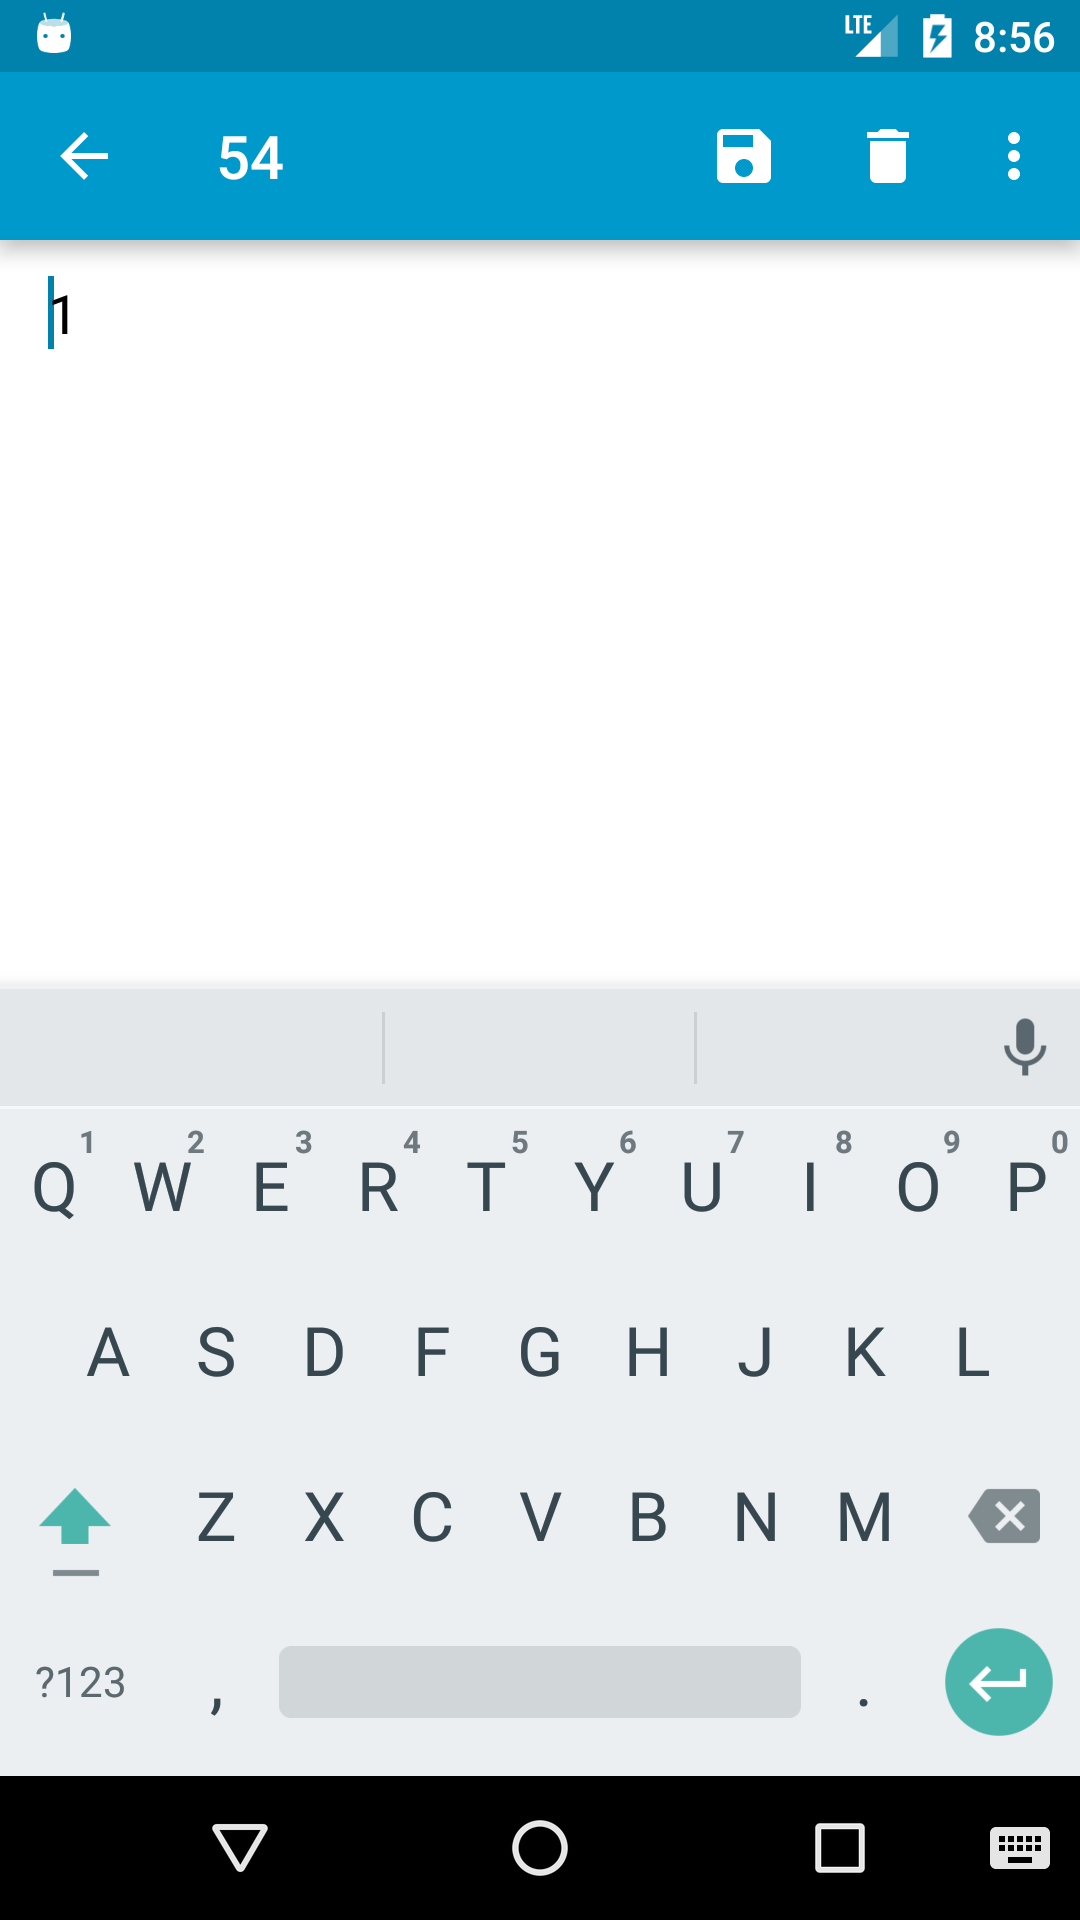 LTE 8:56
54
1
1 2 3 4 5 6 7 8 9 0
Q W E R T Y U I O P
A S D F G H J K L
Z X C V B N M
?123 , .